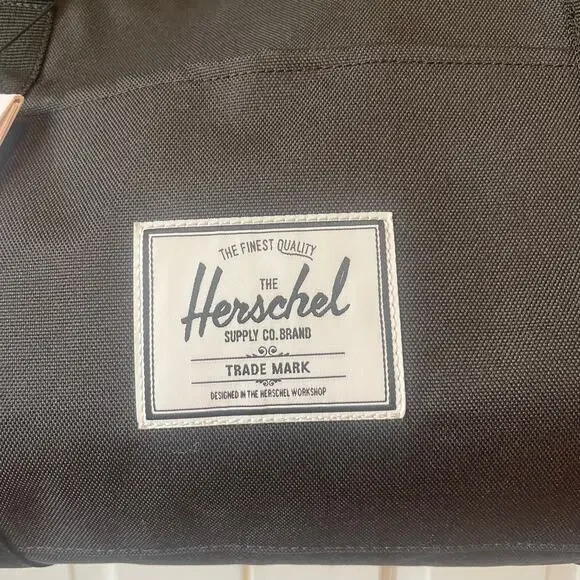 THE FINEST QUALITY
THE
Herschel
SUPPLY CO. BRAND
TRADE MARK
DESIGNED IN THE HERSCHEL WORKSHOP